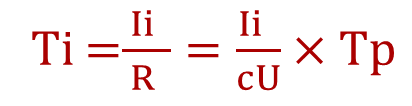 Ti = Ii/R = Ii/cU × Tp